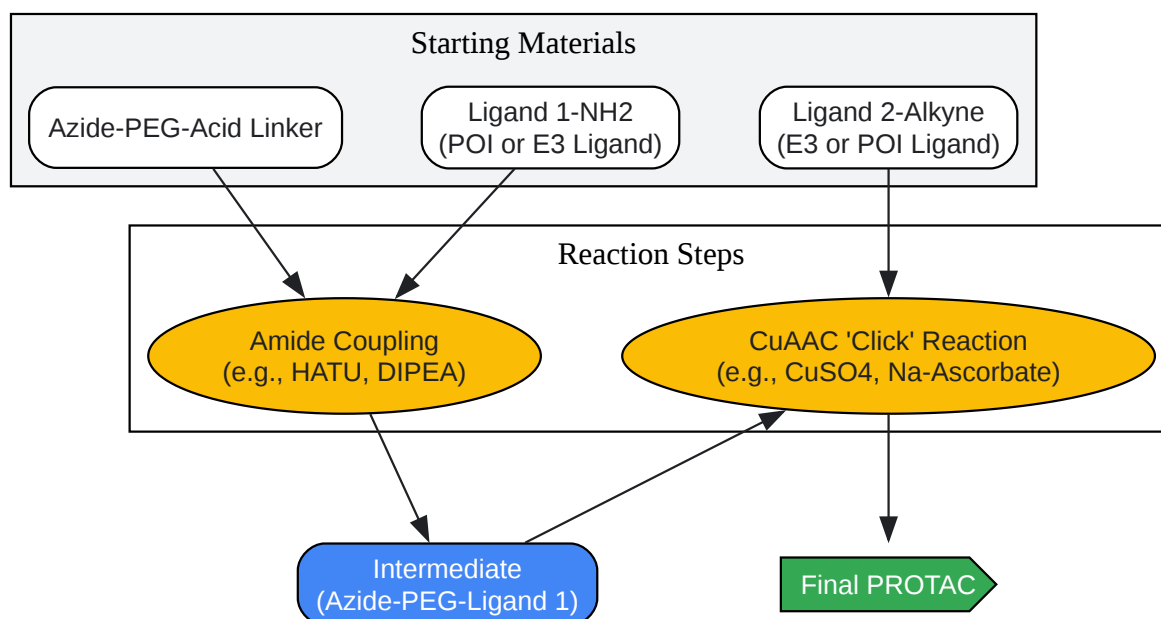 Starting Materials
Azide-PEG-Acid Linker
Ligand 1-NH2
(POI or E3 Ligand)
Ligand 2-Alkyne
(E3 or POI Ligand)
Reaction Steps
Amide Coupling
(e.g., HATU, DIPEA)
CuAAC 'Click' Reaction
(e.g., CuSO4, Na-Ascorbate)
Intermediate
(Azide-PEG-Ligand 1)
Final PROTAC